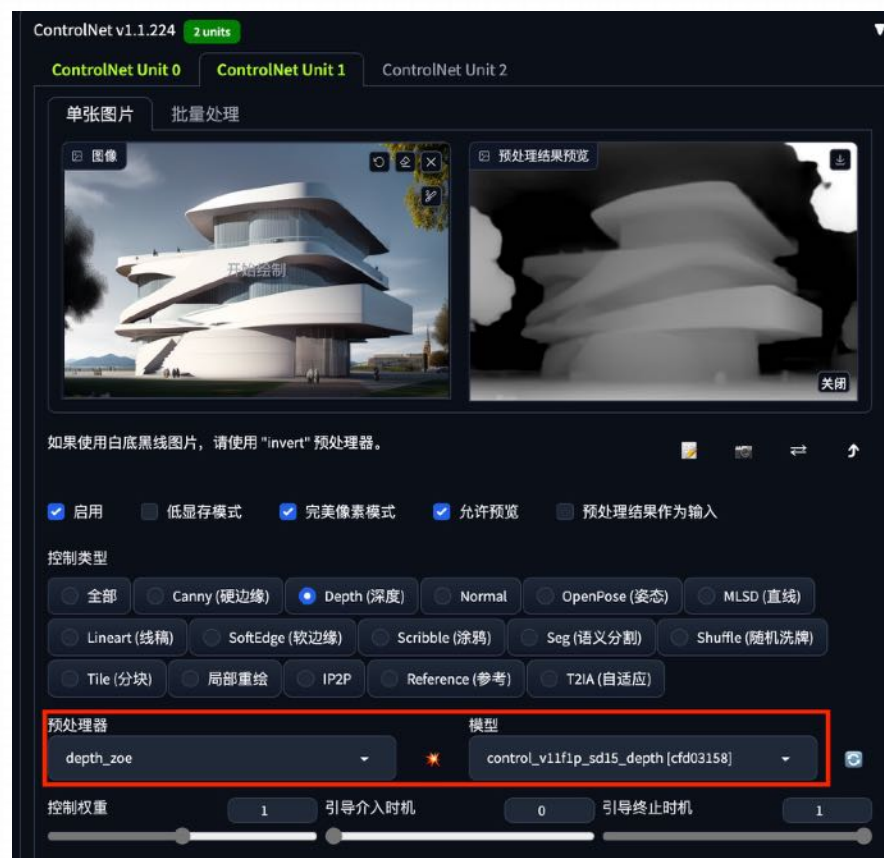 ControlNet v1.1.224 2 units
ControlNet Unit 0 ControlNet Unit 1 ControlNet Unit 2
单张图片 批量处理
图像 预处理结果预览
开始绘制
关闭
如果使用白底黑线图片，请使用 "invert" 预处理器。
启用 低显存模式 完美像素模式 允许预览 预处理结果作为输入
控制类型
全部 Canny (硬边缘) Depth (深度) Normal OpenPose (姿态) MLSD (直线)
Lineart (线稿) SoftEdge (软边缘) Scribble (涂鸦) Seg (语义分割) Shuffle (随机洗牌)
Tile (分块) 局部重绘 IP2P Reference (参考) T2IA (自适应)
预处理器 模型
depth_zoe control_v11f1p_sd15_depth [cfd03158]
控制权重 1 引导介入时机 0 引导终止时机 1